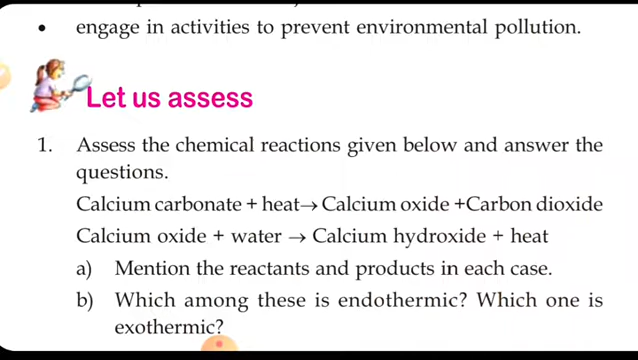 • engage in activities to prevent environmental pollution.
Let us assess
1. Assess the chemical reactions given below and answer the
questions.
Calcium carbonate + heat→ Calcium oxide +Carbon dioxide
Calcium oxide + water → Calcium hydroxide + heat
a) Mention the reactants and products in each case.
b) Which among these is endothermic? Which one is
exothermic?